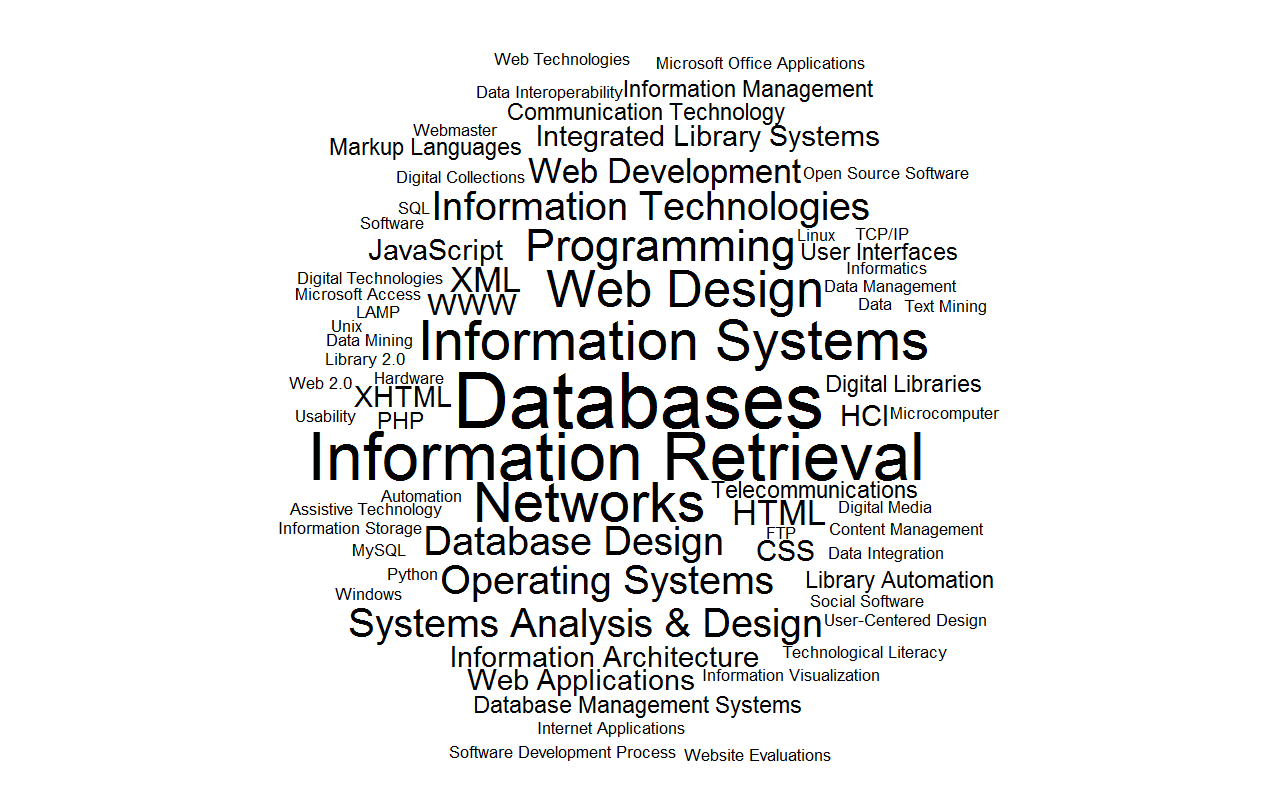 Web Technologies
Microsoft Office Applications
Data Interoperability
Information Management
Communication Technology
Webmaster
Integrated Library Systems
Markup Languages
Web Development
Open Source Software
Digital Collections
SQL
Information Technologies
Software
Linux
TCP/IP
JavaScript
Programming
User Interfaces
Informatics
Digital Technologies
XML
Web Design
Data Management
Microsoft Access
WWW
Data
Text Mining
LAMP
Unix
Data Mining
Information Systems
Library 2.0
Web 2.0
Hardware
XHTML
Databases
Digital Libraries
Usability
PHP
HCI
Microcomputer
Information Retrieval
Automation
Networks
Telecommunications
Assistive Technology
HTML
Digital Media
Information Storage
FTP
Content Management
MySQL
Database Design
CSS
Data Integration
Python
Operating Systems
Library Automation
Windows
Social Software
Systems Analysis & Design
User-Centered Design
Information Architecture
Technological Literacy
Web Applications
Information Visualization
Database Management Systems
Internet Applications
Software Development Process
Website Evaluations